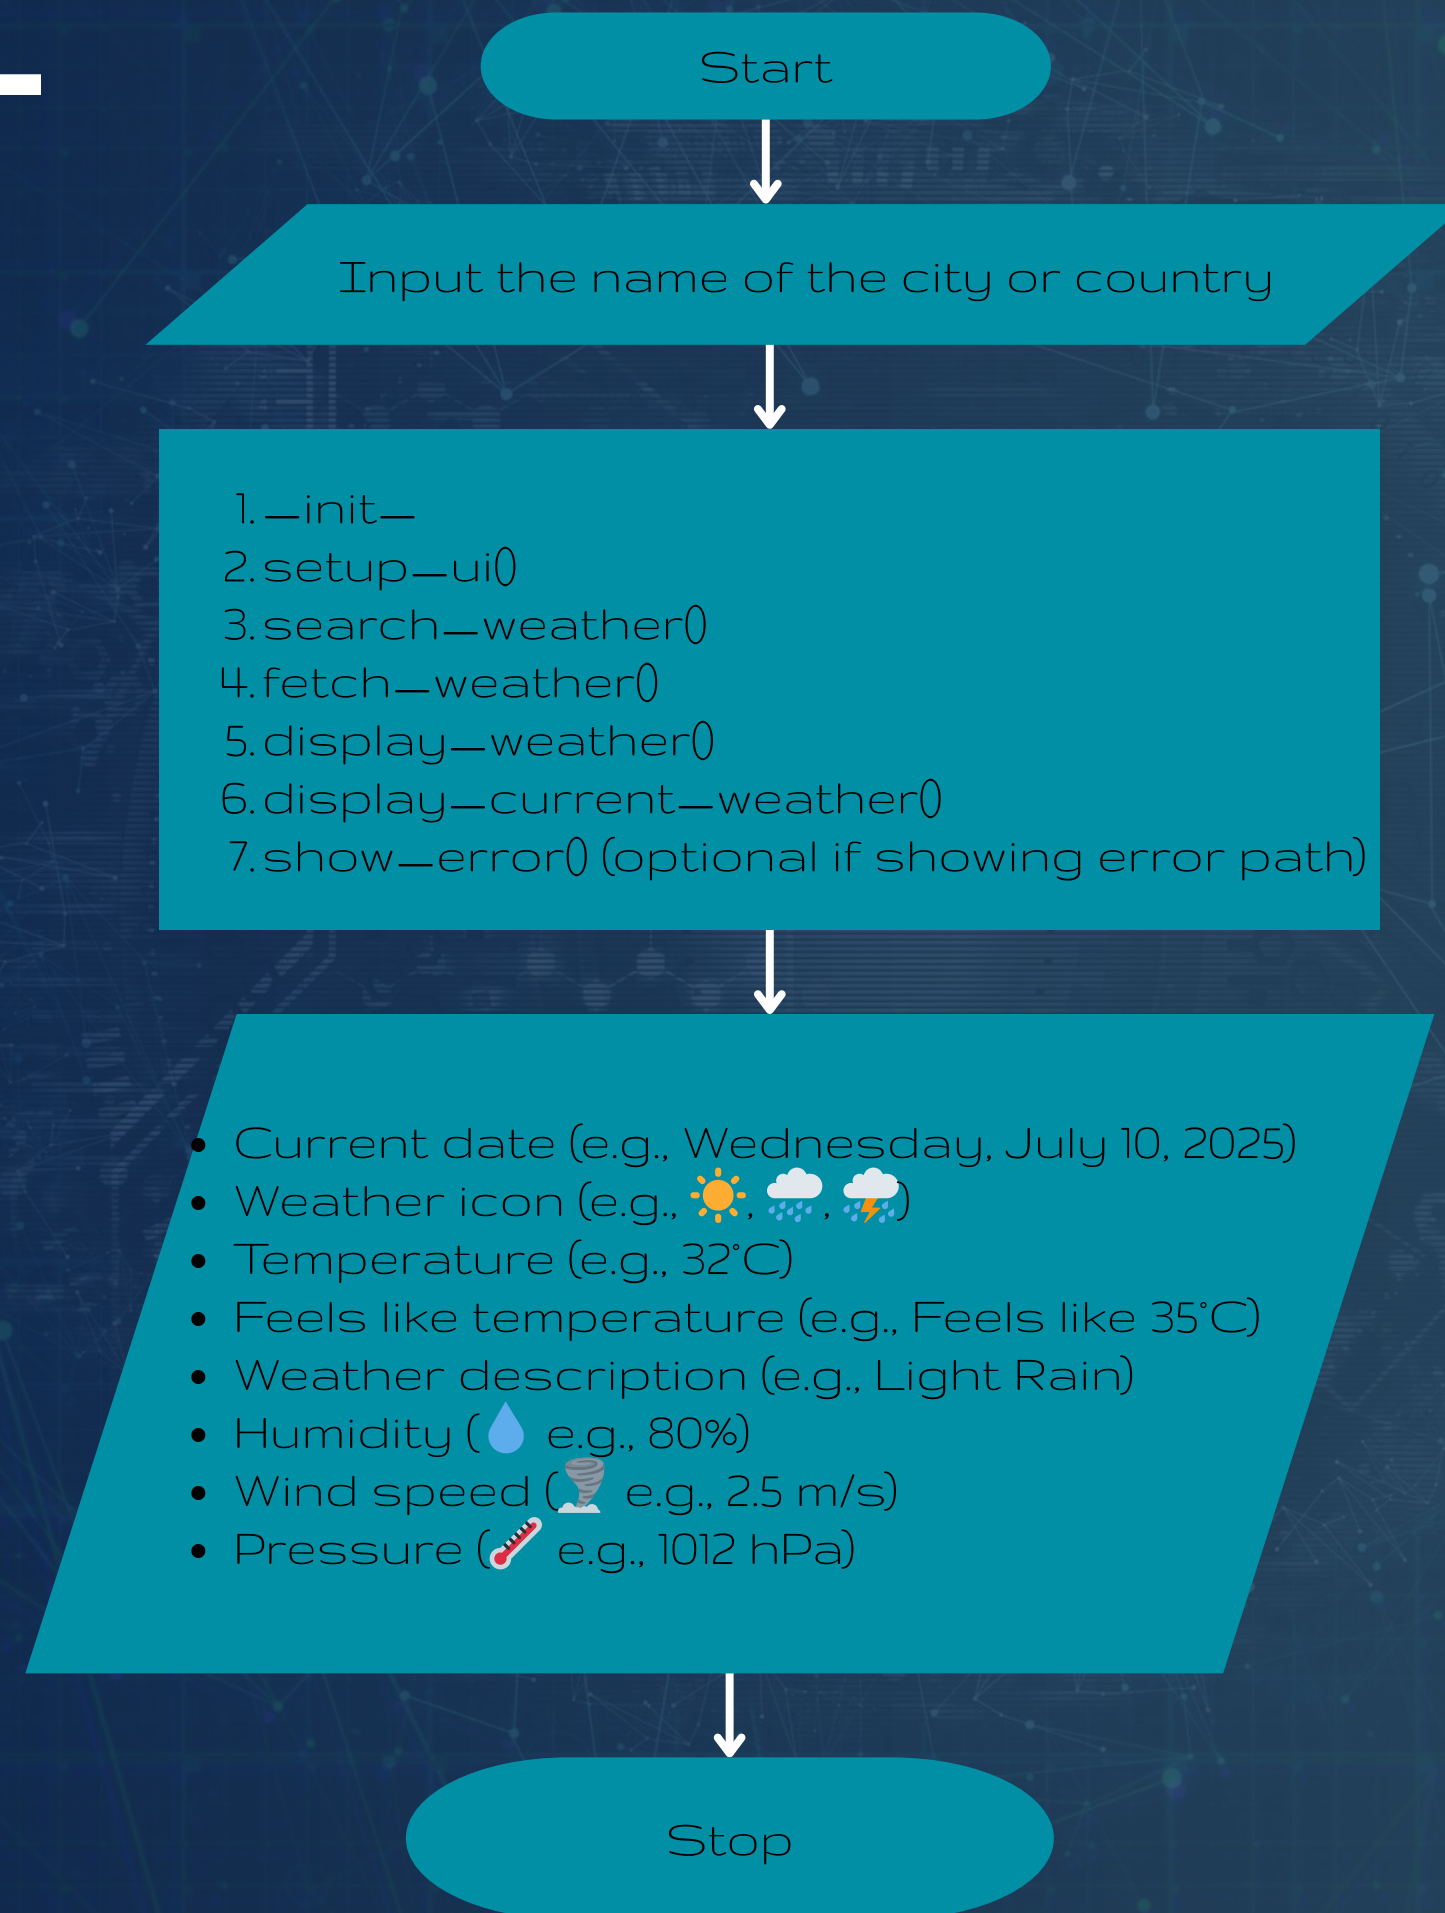 Start
Input the name of the city or country
1. _init_
2. setup_ui()
3. search_weather()
4. fetch_weather()
5. display_weather()
6. display_current_weather()
7. show_error() (optional if showing error path)
• Current date (e.g., Wednesday, July 10, 2025)
• Weather icon (e.g., ☀️, 🌧️, ⛈️)
• Temperature (e.g., 32°C)
• Feels like temperature (e.g., Feels like 35°C)
• Weather description (e.g., Light Rain)
• Humidity (💧 e.g., 80%)
• Wind speed (🌪️ e.g., 2.5 m/s)
• Pressure (🌡️ e.g., 1012 hPa)
Stop